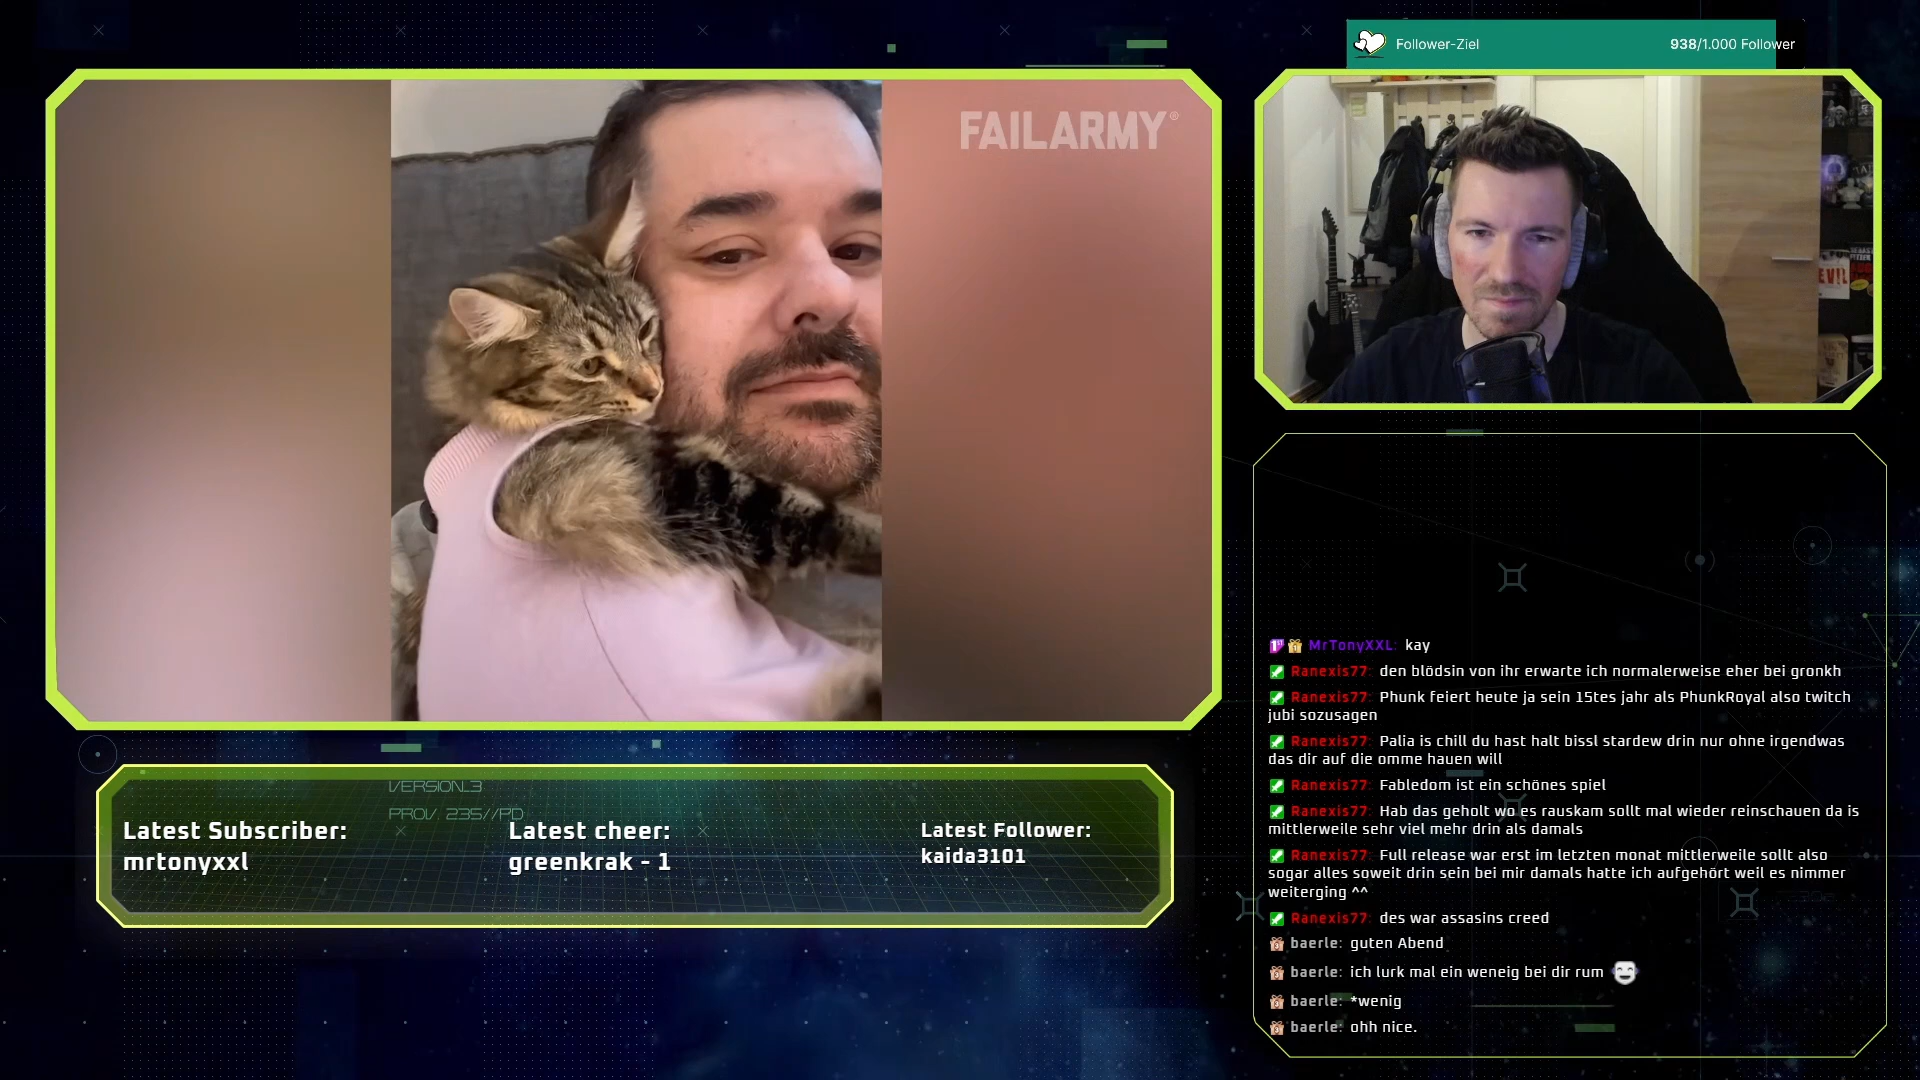 Follower-Ziel
938/1.000 Follower
FAILARMY®
MrTonyXXL: kay
Ranexis77: den blödsin von ihr erwarte ich normalerweise eher bei gronkh
Ranexis77: Phunk feiert heute ja sein 15tes jahr als PhunkRoyal also twitch
jubi sozusagen
Ranexis77: Palia is chill du hast halt bissl stardew drin nur ohne irgendwas
das dir auf die omme hauen will
Ranexis77: Fabledom ist ein schönes spiel
Ranexis77: Hab das geholt wo es rauskam sollt mal wieder reinschauen da is
mittlerweile sehr viel mehr drin als damals
Ranexis77: Full release war erst im letzten monat mittlerweile sollt also
sogar alles soweit drin sein bei mir damals hatte ich aufgehört weil es nimmer
weiterging ^^
Ranexis77: des war assasins creed
baerle: guten Abend
baerle: ich lurk mal ein weneig bei dir rum
baerle: *wenig
baerle: ohh nice.
VERSION_3
PROV. 235//PD
Latest Subscriber:
mrtonyxxl
Latest cheer:
greenkrak - 1
Latest Follower:
kaida3101
EVIL